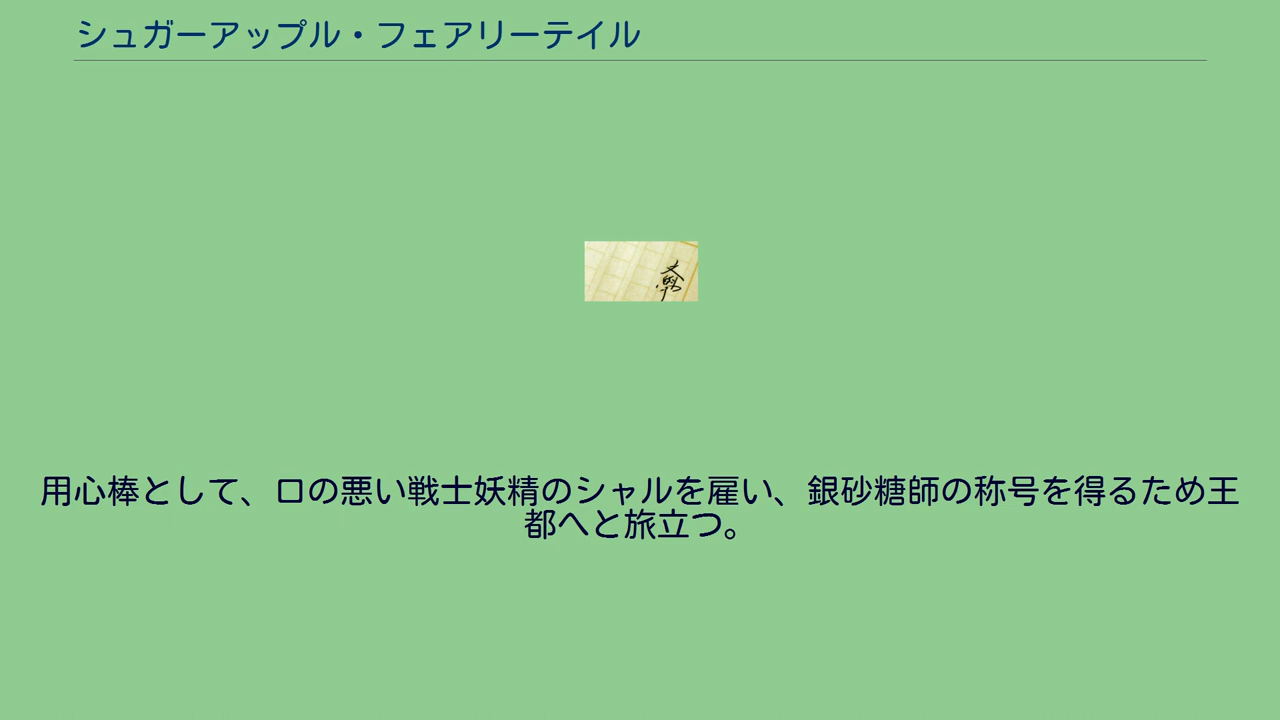 シュガーアップル・フェアリーテイル
用心棒として、口の悪い戦士妖精のシャルを雇い、銀砂糖師の称号を得るため王
都へと旅立つ。